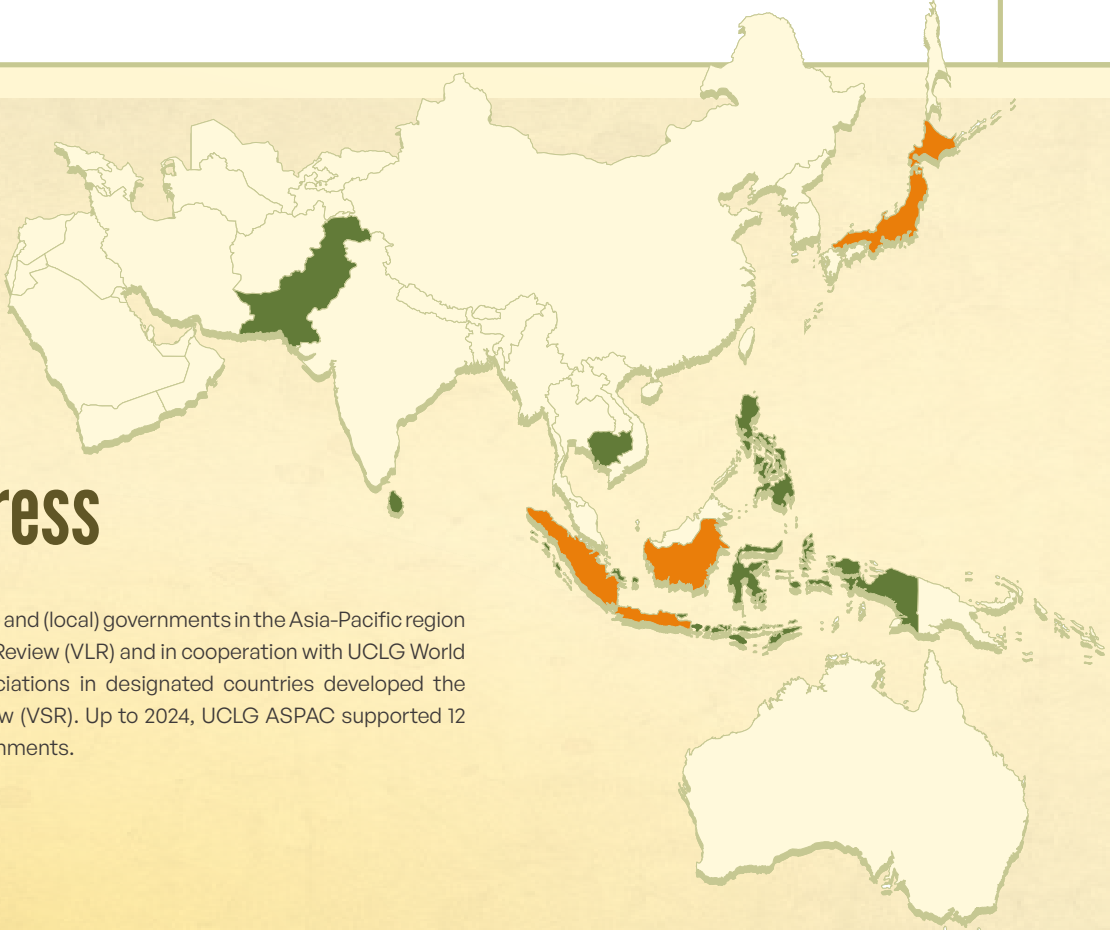 ress
and (local) governments in the Asia-Pacific region
Review (VLR) and in cooperation with UCLG World
ciations in designated countries developed the
w (VSR). Up to 2024, UCLG ASPAC supported 12
nments.